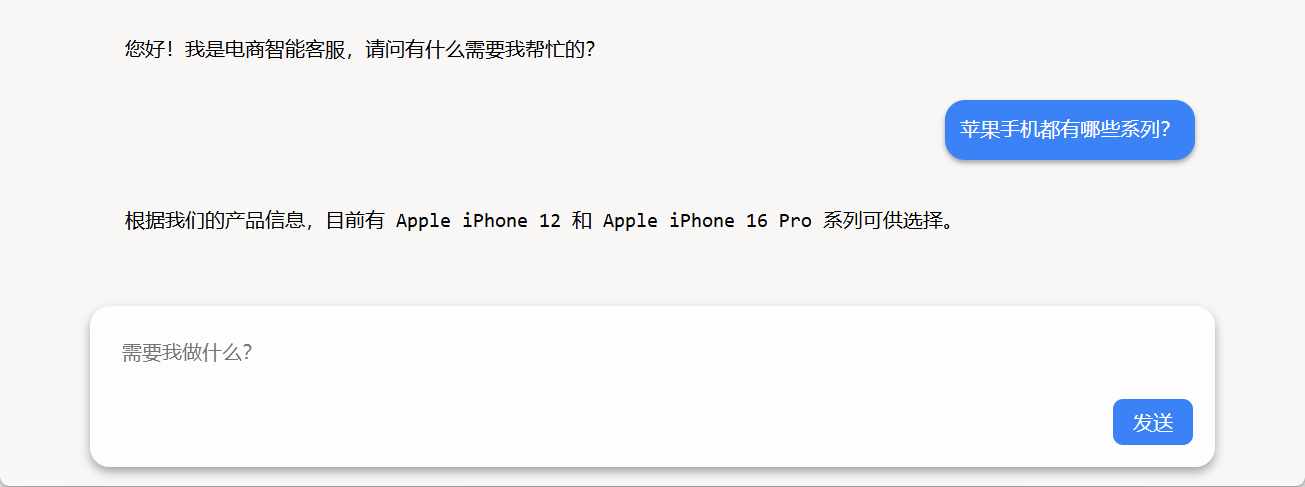 您好！我是电商智能客服，请问有什么需要我帮忙的？
苹果手机都有哪些系列？
根据我们的产品信息，目前有 Apple iPhone 12 和 Apple iPhone 16 Pro 系列可供选择。
需要我做什么？
发送